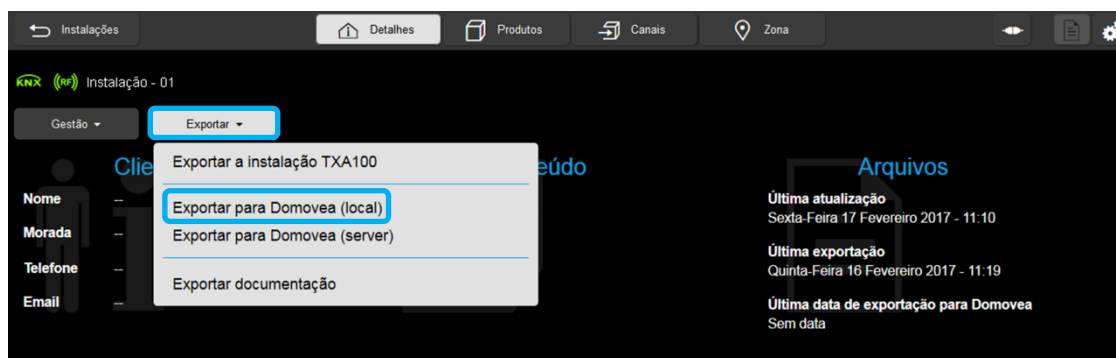 Instalações
Detalhes
Produtos
Canais
Zona
KNX ((RF)) Instalação - 01
Gestão
Exportar
Exportar a instalação TXA100
Exportar para Domovea (local)
Exportar para Domovea (server)
Exportar documentação
Clie
Nome --
Morada --
Telefone --
Email --
eúdo
Arquivos
Última atualização
Sexta-Feira 17 Fevereiro 2017 - 11:10
Última exportação
Quinta-Feira 16 Fevereiro 2017 - 11:19
Última data de exportação para Domovea
Sem data